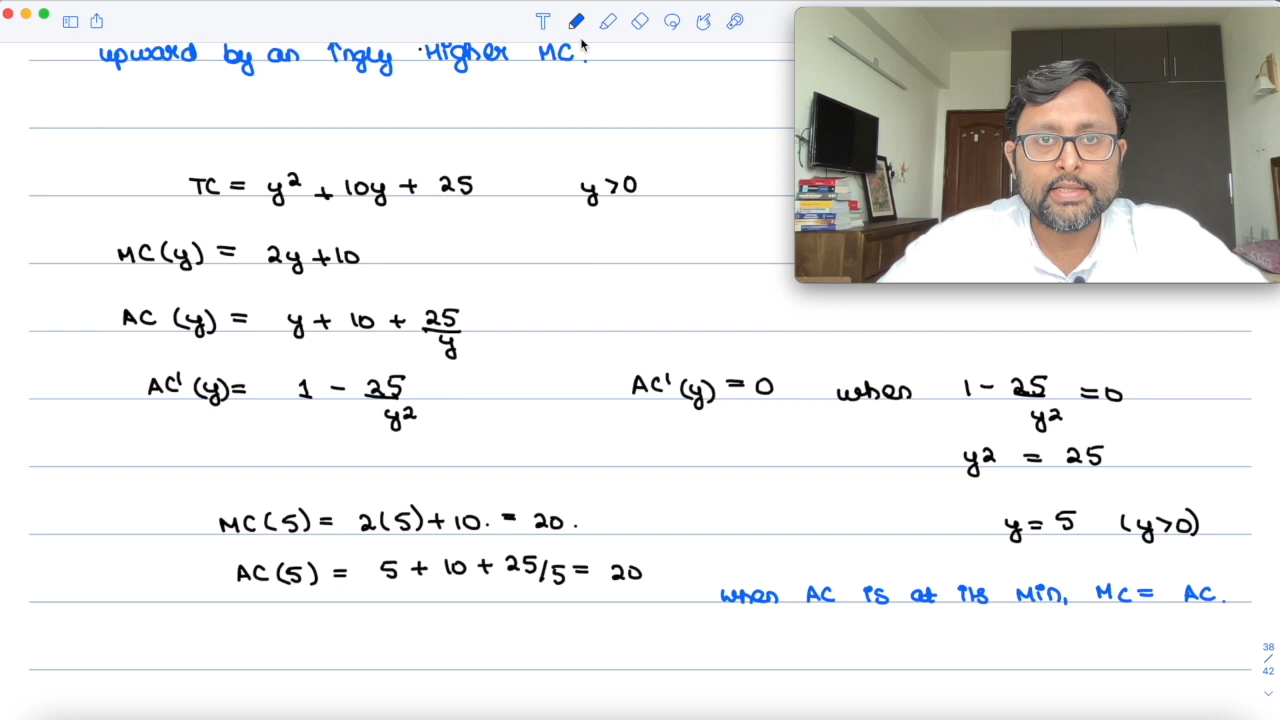 upward by an ingly Higher MC.
TC = y² + 10y + 25 y>0
MC(y) = 2y+10
AC (y) = y + 10 + 25/y
AC'(y)= 1 - 25/y² AC'(y) = 0 when 1 - 25/y² = 0
y2 = 25
MC(5) = 2(5)+10. = 20.
y = 5 (y>0)
AC(5) = 5 + 10 + 25/5 = 20
when AC is at its Min, MC = AC.
38
/
42